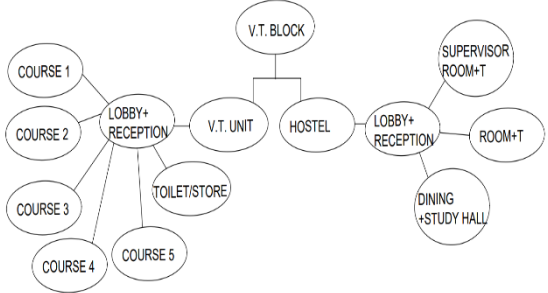 V.T. BLOCK
COURSE 1
COURSE 2
COURSE 3
COURSE 4
COURSE 5
LOBBY+
RECEPTION
TOILET/STORE
V.T. UNIT
HOSTEL
LOBBY+
RECEPTION
SUPERVISOR
ROOM+T
ROOM+T
DINING
+STUDY HALL